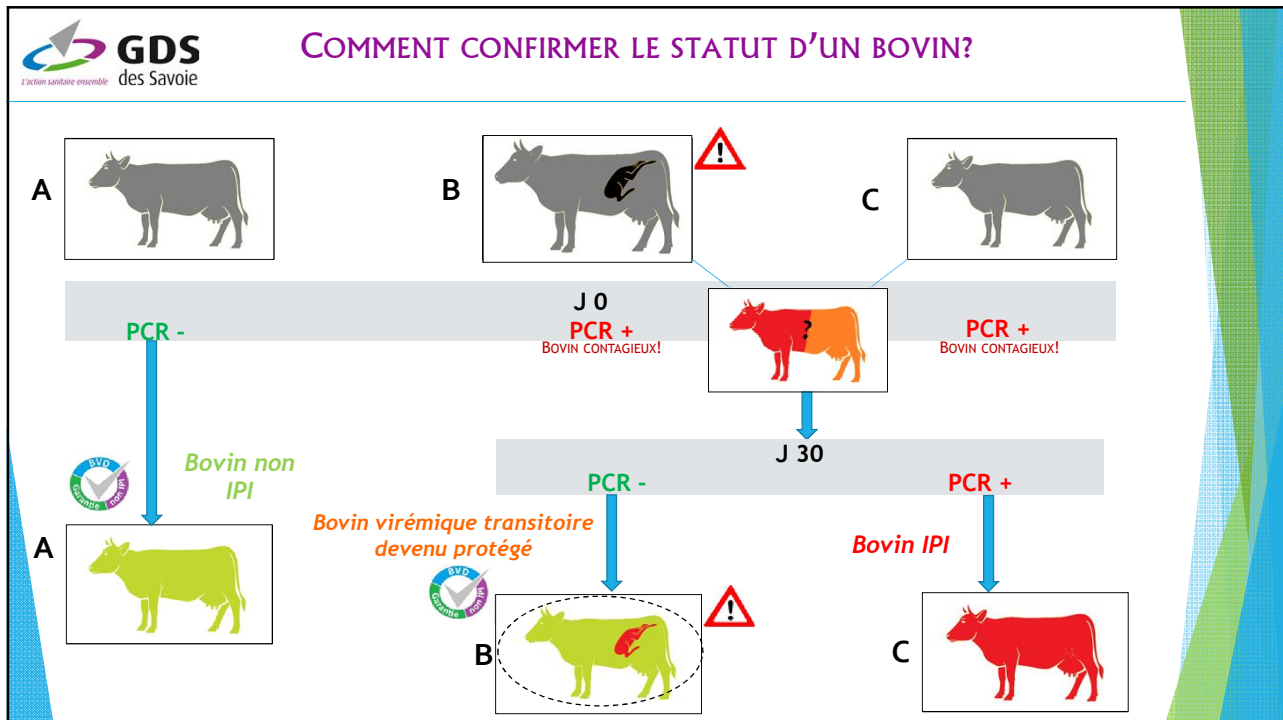 GDS
L'action sanitaire ensemble des Savoie
COMMENT CONFIRMER LE STATUT D'UN BOVIN?
A
B
!
C
J 0
PCR -
PCR +
BOVIN CONTAGIEUX!
?
PCR +
BOVIN CONTAGIEUX!
J 30
PCR -
PCR +
BVD
Garantie non IPI
Bovin non
IPI
Bovin virémique transitoire
devenu protégé
BVD
Garantie non IPI
Bovin IPI
A
B
!
C